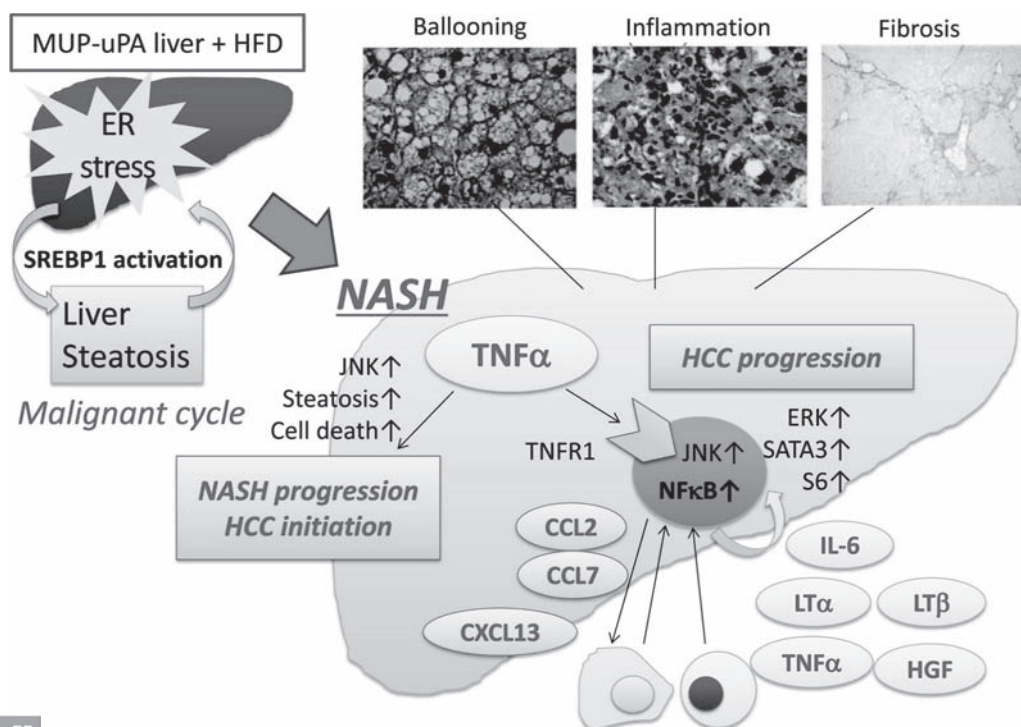 MUP-uPA liver + HFD
ER
stress
SREBP1 activation
Liver
Steatosis
Malignant cycle
Ballooning
Inflammation
Fibrosis
NASH
TNFα
HCC progression
JNK↑
Steatosis↑
Cell death↑
TNFR1
JNK↑
NFκB↑
ERK↑
SATA3↑
S6↑
NASH progression
HCC initiation
CCL2
CCL7
CXCL13
IL-6
LTα
LTβ
TNFα
HGF